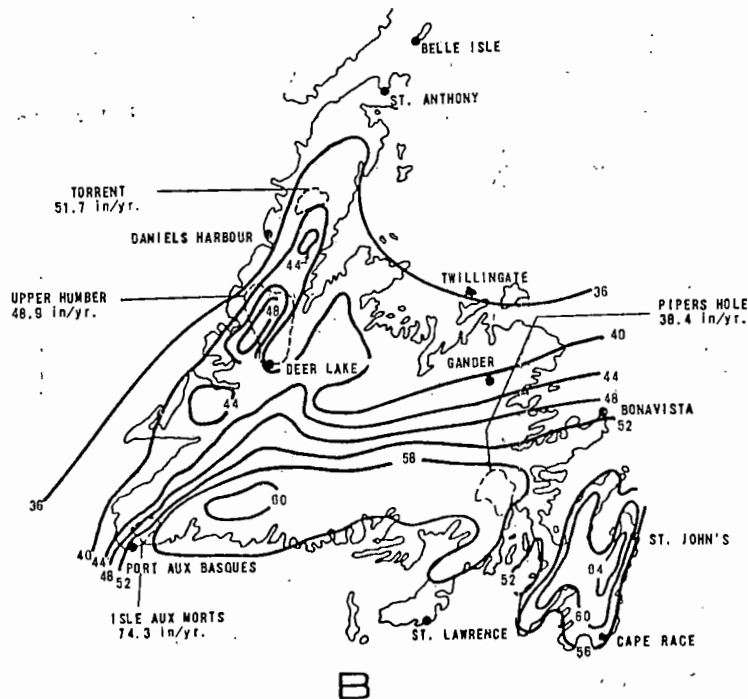 BELLE ISLE
ST. ANTHONY
TORRENT
51.7 in/yr.
DANIELS HARBOUR
44
TWILLINGATE
36
UPPER HUMBER
48.9 in/yr.
48
PIPERS HOLE
38.4 in/yr.
40
DEER LAKE
GANDER
44
44
48
BONAVISTA
52
58
36
60
ST. JOHN'S
40
44
48
52
PORT AUX BASQUES
52
64
ISLE AUX MORTS
74.3 in/yr.
60
ST. LAWRENCE
CAPE RACE
56
B